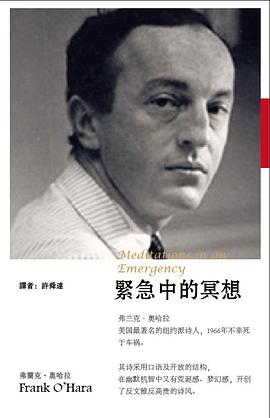 Meditations in an
Emergency
譯者：許舜達
緊急中的冥想
弗兰克·奥哈拉
美国最著名的纽约派诗人，1966年不幸死
于车祸。
其诗采用口语及开放的结构，
在幽默机智中又有荒诞感、梦幻感，开创
了反文雅反高贵的诗风。
弗蘭克·奥哈拉
Frank O'Hara